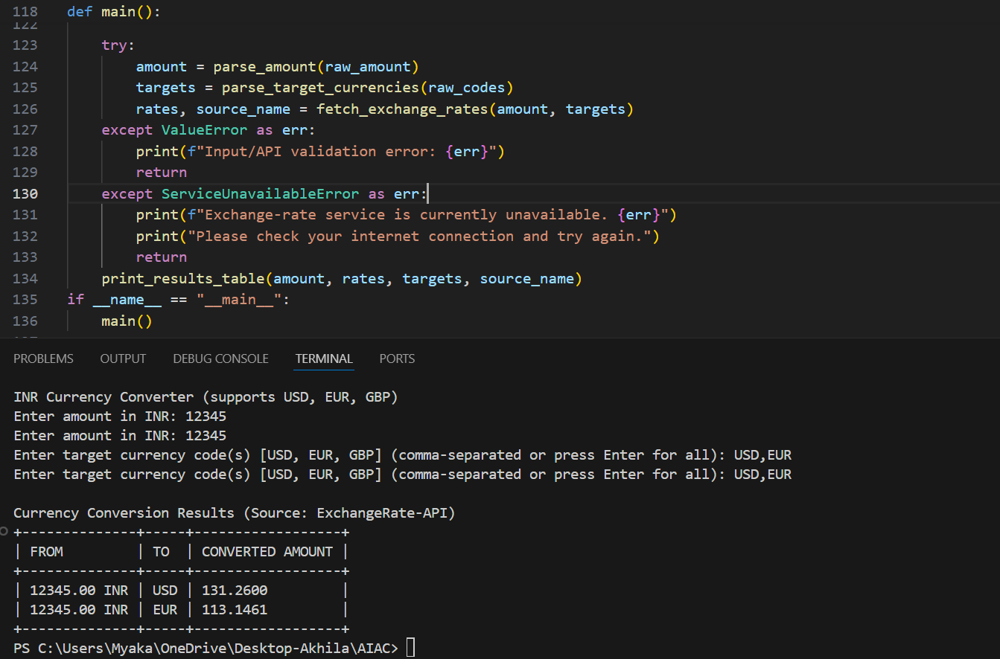 118 def main():
122
123     try:
124         amount = parse_amount(raw_amount)
125         targets = parse_target_currencies(raw_codes)
126         rates, source_name = fetch_exchange_rates(amount, targets)
127     except ValueError as err:
128         print(f"Input/API validation error: {err}")
129         return
130     except ServiceUnavailableError as err:
131         print(f"Exchange-rate service is currently unavailable. {err}")
132         print("Please check your internet connection and try again.")
133         return
134     print_results_table(amount, rates, targets, source_name)
135 if __name__ == "__main__":
136     main()
PROBLEMS OUTPUT DEBUG CONSOLE TERMINAL PORTS
INR Currency Converter (supports USD, EUR, GBP)
Enter amount in INR: 12345
Enter amount in INR: 12345
Enter target currency code(s) [USD, EUR, GBP] (comma-separated or press Enter for all): USD,EUR
Enter target currency code(s) [USD, EUR, GBP] (comma-separated or press Enter for all): USD,EUR
Currency Conversion Results (Source: ExchangeRate-API)
+--------------+-----+------------------+
| FROM         | TO  | CONVERTED AMOUNT |
+--------------+-----+------------------+
| 12345.00 INR | USD | 131.2600         |
| 12345.00 INR | EUR | 113.1461         |
+--------------+-----+------------------+
PS C:\Users\Myaka\OneDrive\Desktop-Akhila\AIAC>